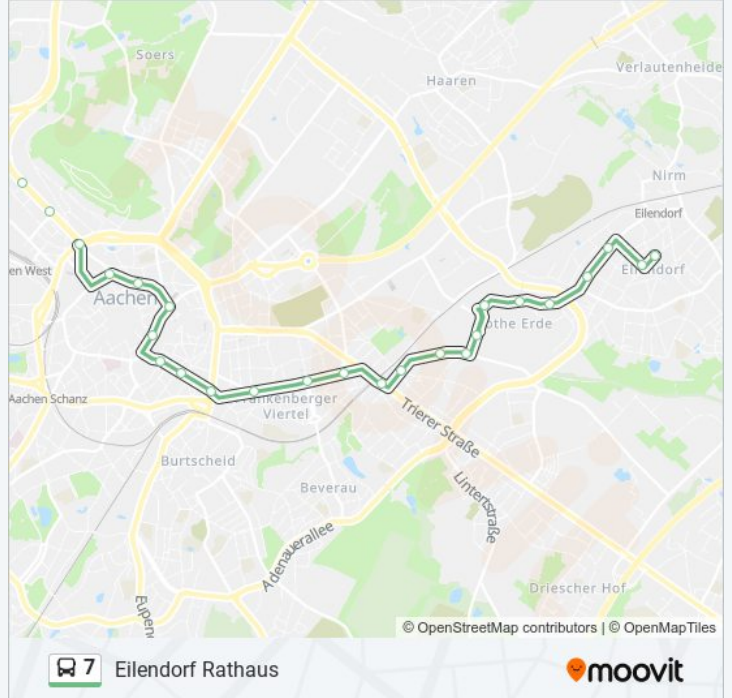 Soers
Haaren
Verlautenheide
Nirm
Eilendorf
en West
Eilendorf
Aachen
othe Erde
Aachen Schanz
nkenberger
Viertel
Trierer Straße
Burtscheid
Beverau
Lintertstraße
Adenauerallee
Driescher Hof
Eupen
© OpenStreetMap contributors | © OpenMapTiles
7 Eilendorf Rathaus
moovit